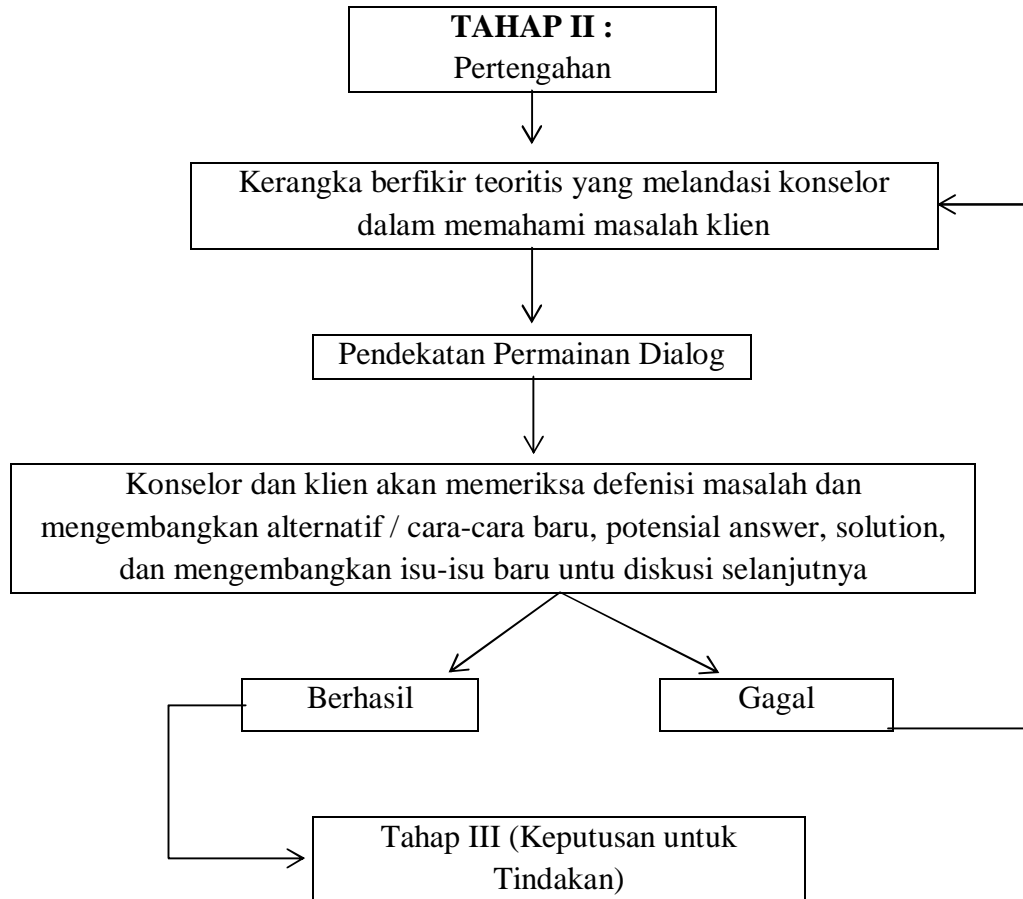 TAHAP II :
Pertengahan
Kerangka berfikir teoritis yang melandasi konselor
dalam memahami masalah klien
Pendekatan Permainan Dialog
Konselor dan klien akan memeriksa defenisi masalah dan
mengembangkan alternatif / cara-cara baru, potensial answer, solution,
dan mengembangkan isu-isu baru untu diskusi selanjutnya
Berhasil
Gagal
Tahap III (Keputusan untuk
Tindakan)